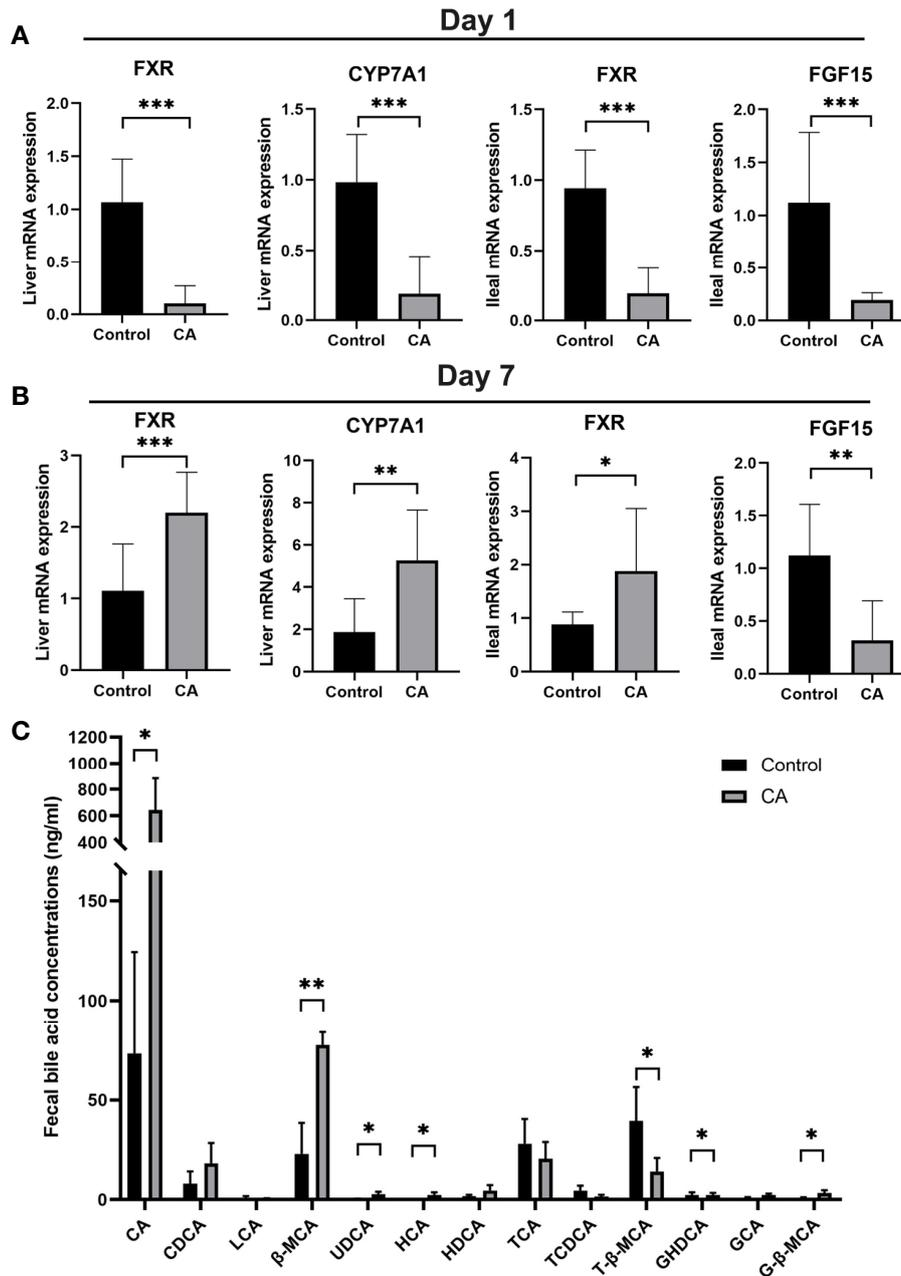 A
Day 1
FXR
***
Liver mRNA expression
2.0
1.5
1.0
0.5
0.0
Control CA
CYP7A1
***
Liver mRNA expression
1.5
1.0
0.5
0.0
Control CA
FXR
***
Ileal mRNA expression
1.5
1.0
0.5
0.0
Control CA
FGF15
***
Ileal mRNA expression
2.0
1.5
1.0
0.5
0.0
Control CA
B
Day 7
FXR
***
Liver mRNA expression
3
2
1
0
Control CA
CYP7A1
**
Liver mRNA expression
10
8
6
4
2
0
Control CA
FXR
*
Ileal mRNA expression
4
3
2
1
0
Control CA
FGF15
**
Ileal mRNA expression
2.0
1.5
1.0
0.5
0.0
Control CA
C
Fecal bile acid concentrations (ng/ml)
1200
1000
800
600
400
150
100
50
0
*
**
*
*
*
*
*
Control
CA
CA
CDCA
LCA
β-MCA
UDCA
HCA
HDCA
TCA
TCDCA
T-β-MCA
GHDCA
GCA
G-β-MCA